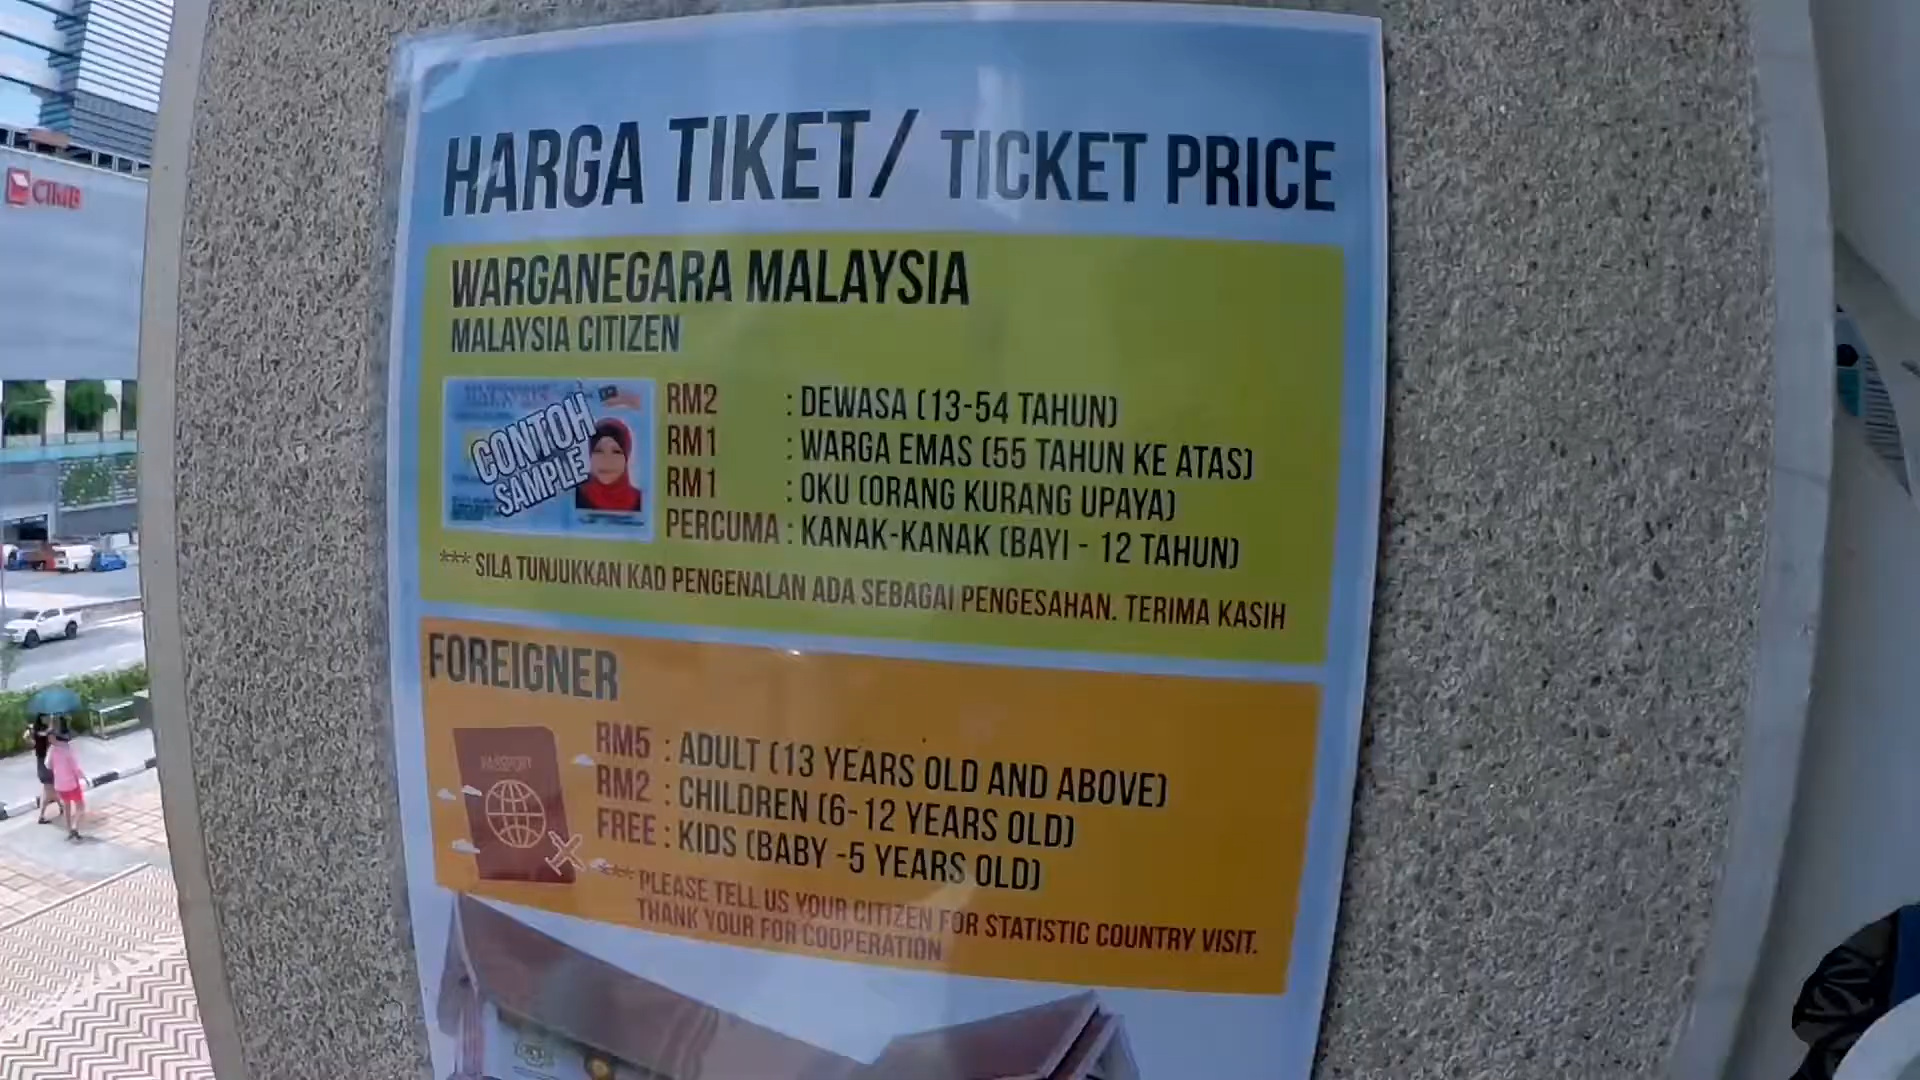 CIMB
HARGA TIKET/ TICKET PRICE
WARGANEGARA MALAYSIA
MALAYSIA CITIZEN
CONTOH
SAMPLE
RM2 : DEWASA (13-54 TAHUN)
RM1 : WARGA EMAS (55 TAHUN KE ATAS)
RM1 : OKU (ORANG KURANG UPAYA)
PERCUMA : KANAK-KANAK (BAYI - 12 TAHUN)
*** SILA TUNJUKKAN KAD PENGENALAN ADA SEBAGAI PENGESAHAN. TERIMA KASIH
FOREIGNER
PASSPORT
RM5 : ADULT (13 YEARS OLD AND ABOVE)
RM2 : CHILDREN (6-12 YEARS OLD)
FREE : KIDS (BABY -5 YEARS OLD)
*** PLEASE TELL US YOUR CITIZEN FOR STATISTIC COUNTRY VISIT.
THANK YOUR FOR COOPERATION